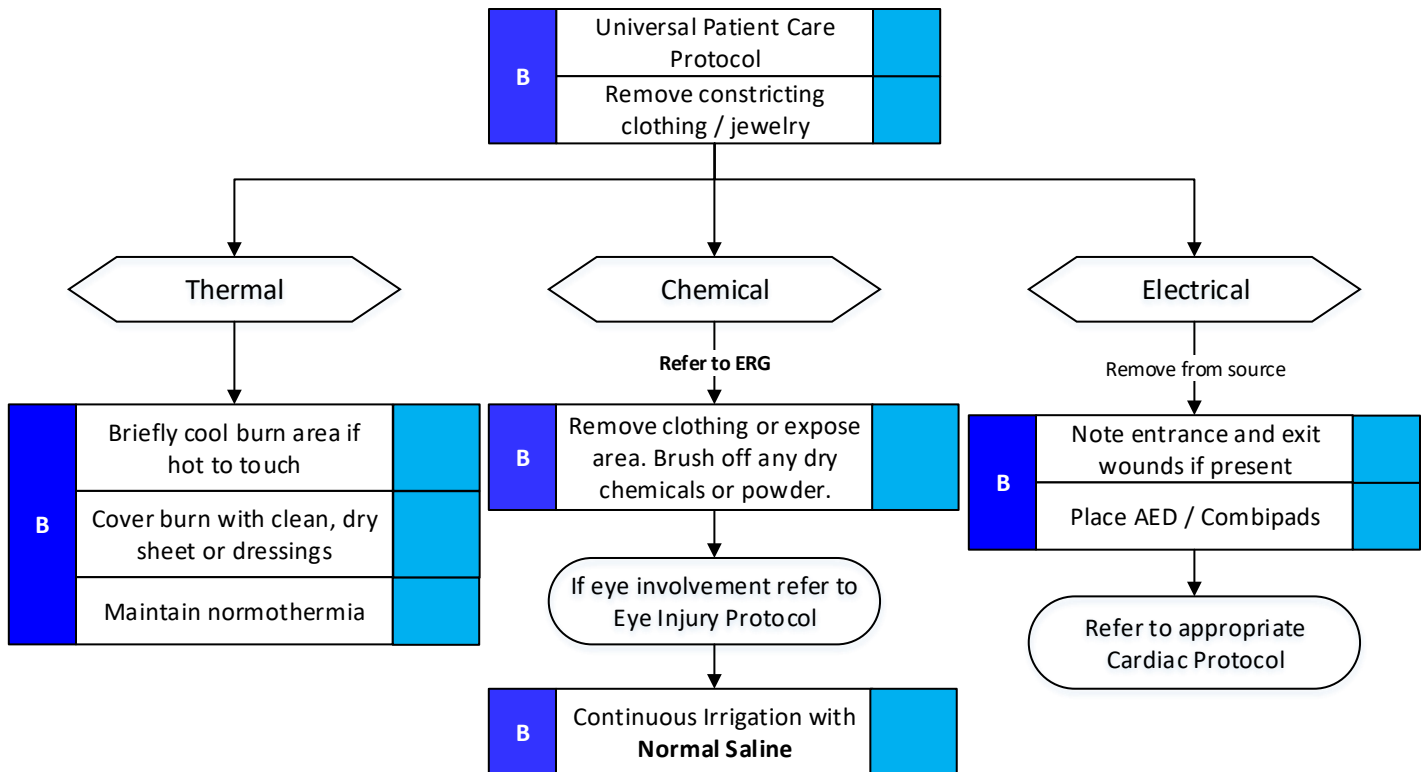 B
Universal Patient Care
Protocol
Remove constricting
clothing / jewelry
Thermal
B
Briefly cool burn area if
hot to touch
Cover burn with clean, dry
sheet or dressings
Maintain normothermia
Chemical
Refer to ERG
B
Remove clothing or expose
area. Brush off any dry
chemicals or powder.
If eye involvement refer to
Eye Injury Protocol
B
Continuous Irrigation with
Normal Saline
Electrical
Remove from source
B
Note entrance and exit
wounds if present
Place AED / Combipads
Refer to appropriate
Cardiac Protocol